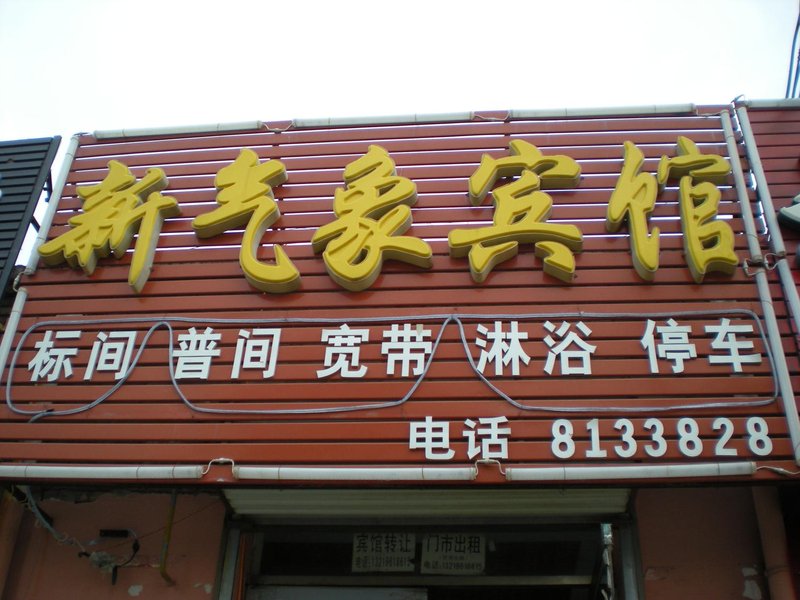 新气象宾馆
标间 普间 宽带 淋浴 停车
电话 8133828
宾馆转让 门市出租